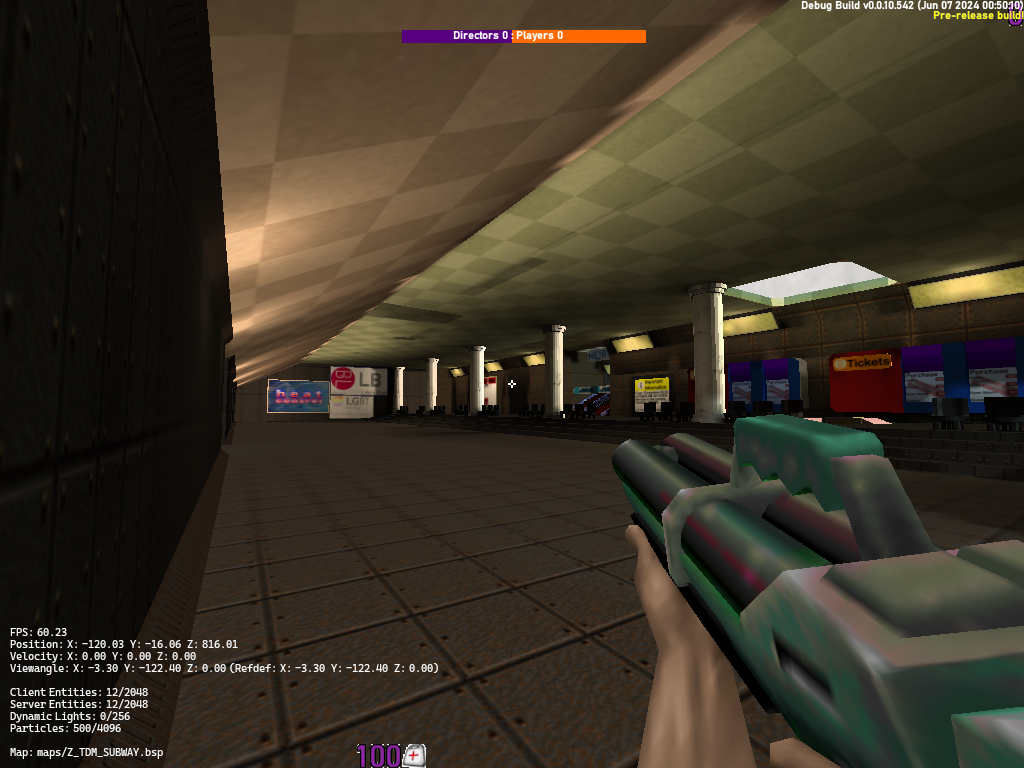 Debug Build v0.0.10.542 (Jun 07 2024 00:50:10)
Pre-release build!
Directors 0 : Players 0
LB
LGBT
Tickets
Purchase
FPS: 60.23
Position: X: -120.03 Y: -16.06 Z: 816.01
Velocity: X: 0.00 Y: 0.00 Z: 0.00
Viewangle: X: -3.30 Y: -122.40 Z: 0.00 (Refdef: X: -3.30 Y: -122.40 Z: 0.00)
Client Entities: 12/2048
Server Entities: 12/2048
Dynamic Lights: 0/256
Particles: 500/4096
Map: maps/Z_TDM_SUBWAY.bsp
100